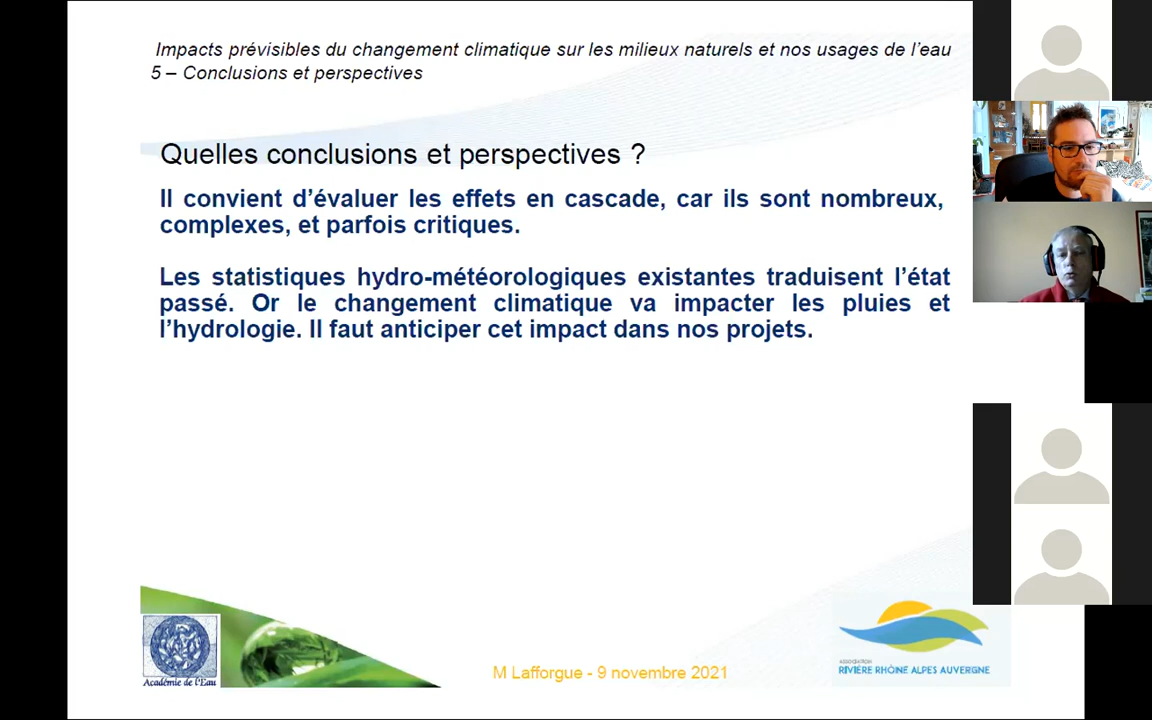 Impacts prévisibles du changement climatique sur les milieux naturels et nos usages de l'eau
5 – Conclusions et perspectives
Quelles conclusions et perspectives ?
Il convient d'évaluer les effets en cascade, car ils sont nombreux,
complexes, et parfois critiques.
Les statistiques hydro-météorologiques existantes traduisent l'état
passé. Or le changement climatique va impacter les pluies et
l'hydrologie. Il faut anticiper cet impact dans nos projets.
Académie de l'Eau
M Lafforgue - 9 novembre 2021
ASSOCIATION
RIVIÈRE RHÔNE ALPES AUVERGNE